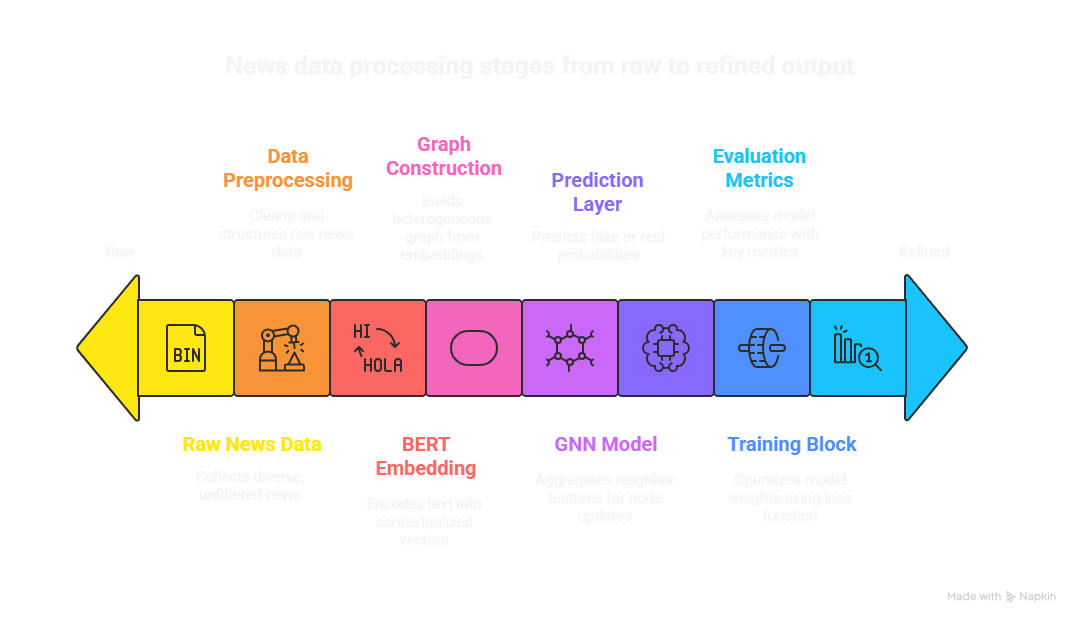 News data processing stages from raw to refined output
Graph
Construction
Data
Preprocessing
Evaluation
Metrics
Prediction
Layer
Builds
heterogeneous
graph from
embeddings
Cleans and
structures raw news
data
Assesses model
performance with
key metrics
Predicts fake or real
probabilities
Raw
Refined
BIN
HI
HOLA
1
Raw News Data
BERT
Embedding
GNN Model
Training Block
Collects diverse,
unfiltered news
Encodes text into
contextualized
vectors
Aggregates neighbor
features for node
updates
Optimizes model
weights using loss
function
Made with Napkin